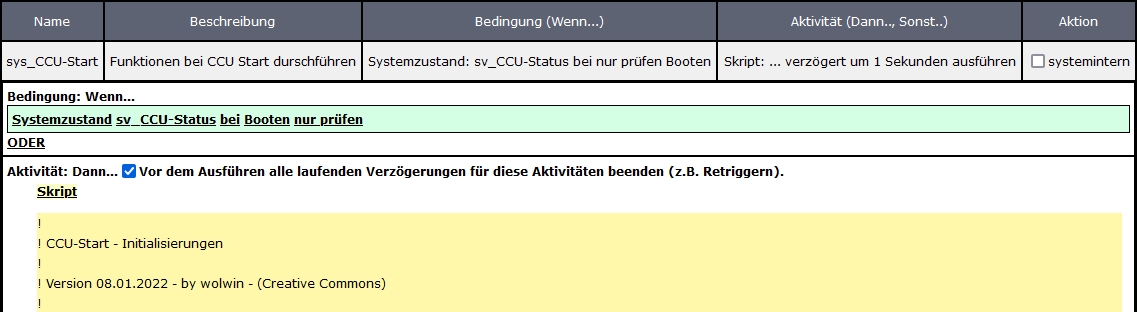 Name Beschreibung Bedingung (Wenn...) Aktivität (Dann.., Sonst..) Aktion
sys_CCU-Start Funktionen bei CCU Start durschführen Systemzustand: sv_CCU-Status bei nur prüfen Booten Skript: ... verzögert um 1 Sekunden ausführen systemintern
Bedingung: Wenn...
Systemzustand sv_CCU-Status bei Booten nur prüfen
ODER
Aktivität: Dann... Vor dem Ausführen alle laufenden Verzögerungen für diese Aktivitäten beenden (z.B. Retriggern).
Skript
!
! CCU-Start - Initialisierungen
!
! Version 08.01.2022 - by wolwin - (Creative Commons)
!